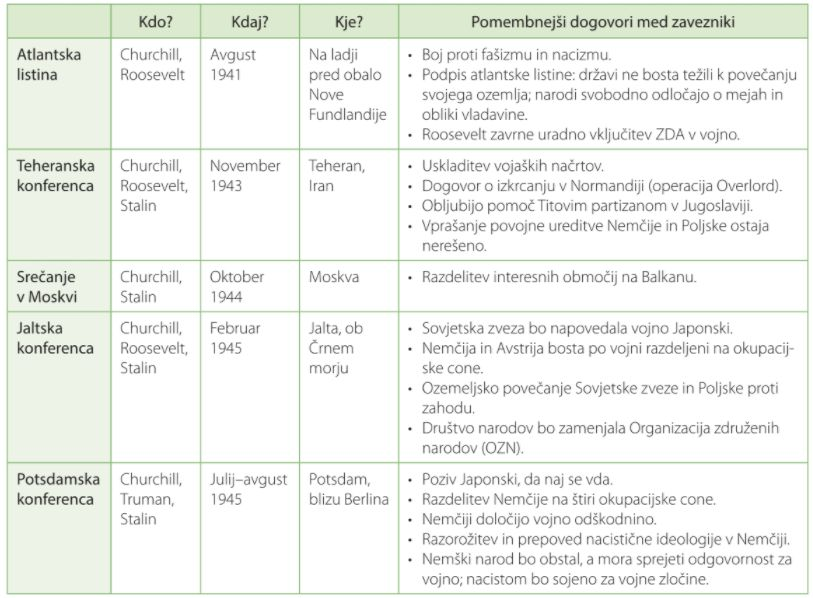 Kdo? Kdaj? Kje? Pomembnejši dogovori med zavezniki
Atlantska
listina
Churchill,
Roosevelt
Avgust
1941
Na ladji
pred obalo
Nove
Fundlandije
• Boj proti fašizmu in nacizmu.
• Podpis atlantske listine: državi ne bosta težili k povečanju
svojega ozemlja; narodi svobodno odločajo o mejah in
obliki vladavine.
• Roosevelt zavrne uradno vključitev ZDA v vojno.
Teheranska
konferenca
Churchill,
Roosevelt,
Stalin
November
1943
Teheran,
Iran
• Uskladitev vojaških načrtov.
• Dogovor o izkrcanju v Normandiji (operacija Overlord).
• Obljubijo pomoč Titovim partizanom v Jugoslaviji.
• Vprašanje povojne ureditve Nemčije in Poljske ostaja
nerešeno.
Srečanje
v Moskvi
Churchill,
Stalin
Oktober
1944
Moskva
• Razdelitev interesnih območij na Balkanu.
Jaltska
konferenca
Churchill,
Roosevelt,
Stalin
Februar
1945
Jalta, ob
Črnem
morju
• Sovjetska zveza bo napovedala vojno Japonski.
• Nemčija in Avstrija bosta po vojni razdeljeni na okupacij-
ske cone.
• Ozemeljsko povečanje Sovjetske zveze in Poljske proti
zahodu.
• Društvo narodov bo zamenjala Organizacija združenih
narodov (OZN).
Potsdamska
konferenca
Churchill,
Truman,
Stalin
Julij–avgust
1945
Potsdam,
blizu Berlina
• Poziv Japonski, da naj se vda.
• Razdelitev Nemčije na štiri okupacijske cone.
• Nemčiji določijo vojno odškodnino.
• Razorožitev in prepoved nacistične ideologije v Nemčiji.
• Nemški narod bo obstal, a mora sprejeti odgovornost za
vojno; nacistom bo sojeno za vojne zločine.